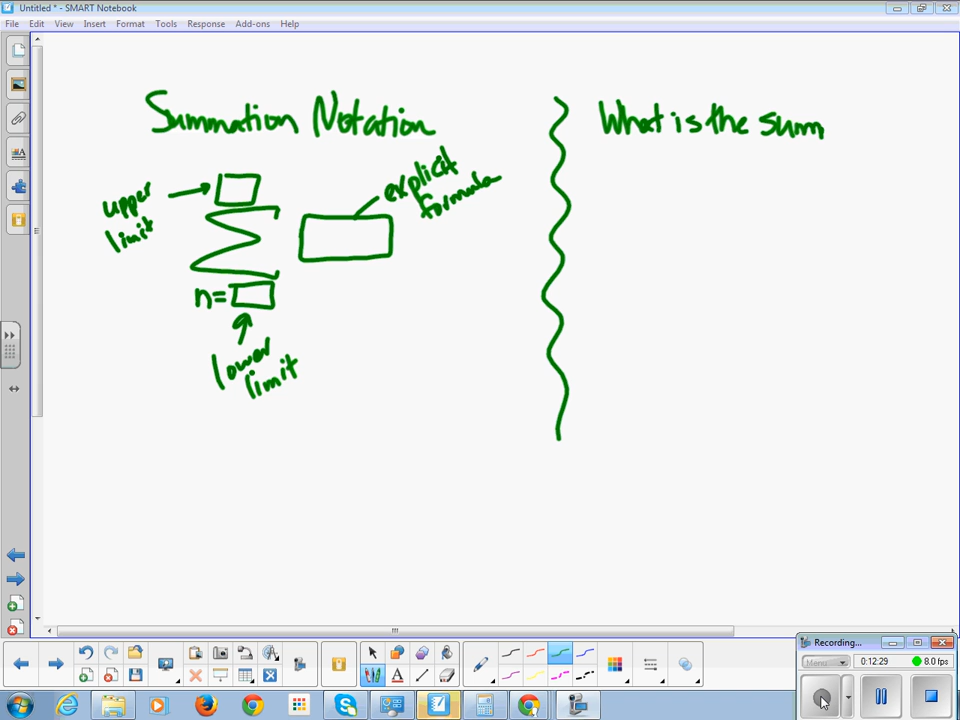 Untitled * - SMART Notebook
File Edit View Insert Format Tools Response Add-ons Help
Summation Notation
What is the sum
upper
limit
explicit
formula
n=
lower
limit
Recording...
Menu
0:12:29
8.0 fps